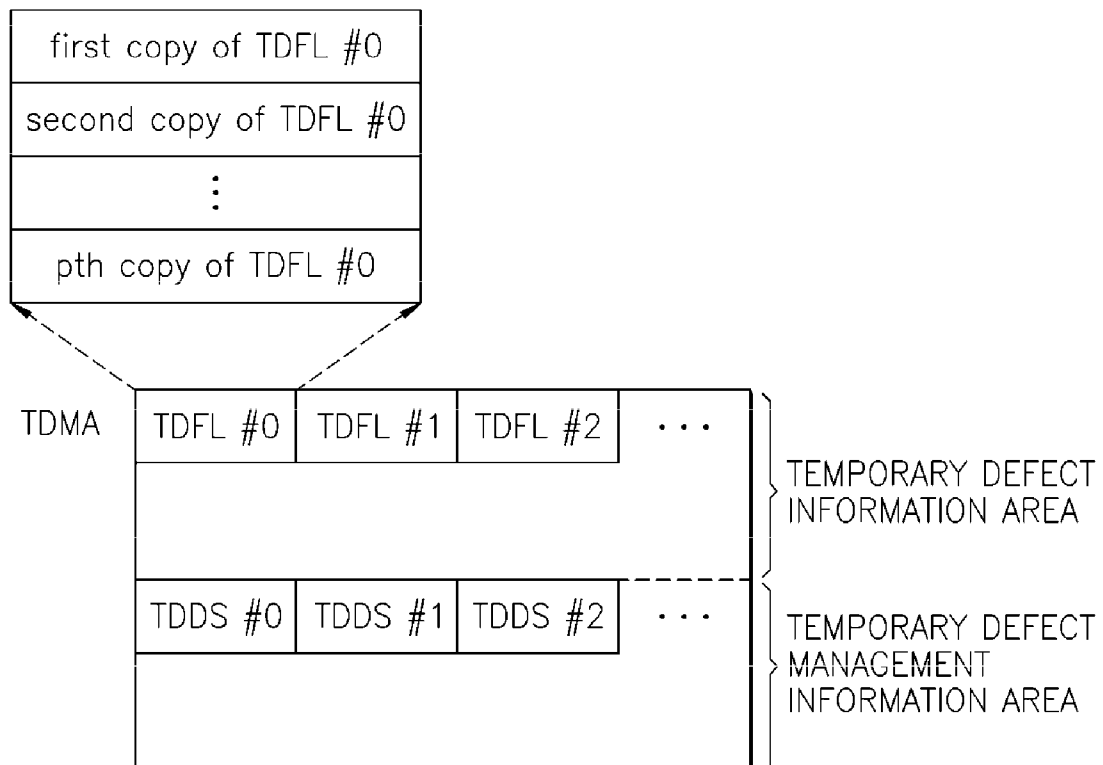 first copy of TDFL #0
second copy of TDFL #0
⋮
pth copy of TDFL #0
TDMA
TDFL #0
TDFL #1
TDFL #2
···
TEMPORARY DEFECT
INFORMATION AREA
TDDS #0
TDDS #1
TDDS #2
···
TEMPORARY DEFECT
MANAGEMENT
INFORMATION AREA